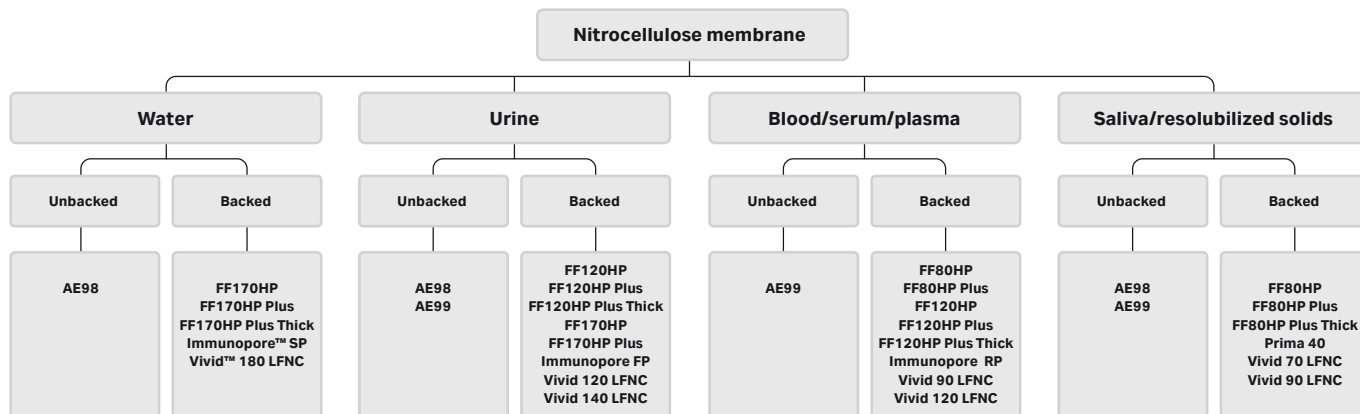 Nitrocellulose membrane
Water
Urine
Blood/serum/plasma
Saliva/resolubilized solids
Unbacked
Backed
Unbacked
Backed
Unbacked
Backed
Unbacked
Backed
AE98
FF170HP
FF170HP Plus
FF170HP Plus Thick
Immunopore™ SP
Vivid™ 180 LFNC
AE98
AE99
FF120HP
FF120HP Plus
FF120HP Plus Thick
FF170HP
FF170HP Plus
Immunopore FP
Vivid 120 LFNC
Vivid 140 LFNC
AE99
FF80HP
FF80HP Plus
FF120HP
FF120HP Plus
FF120HP Plus Thick
Immunopore RP
Vivid 90 LFNC
Vivid 120 LFNC
AE98
AE99
FF80HP
FF80HP Plus
FF80HP Plus Thick
Prima 40
Vivid 70 LFNC
Vivid 90 LFNC